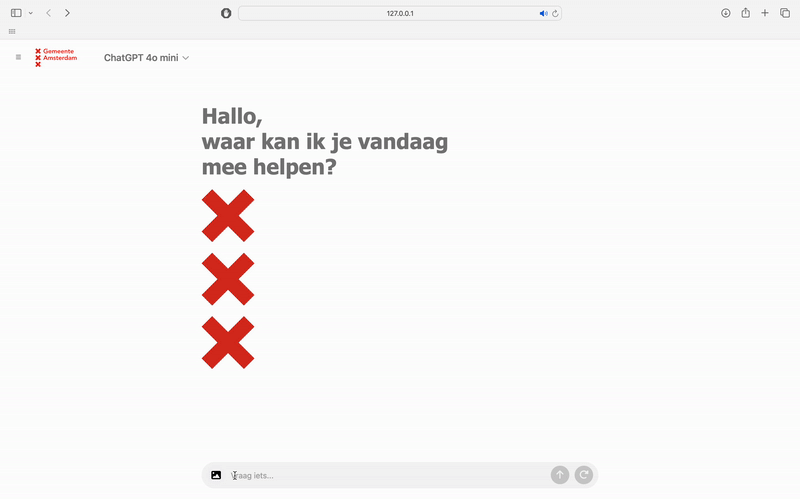 127.0.0.1
Gemeente
Amsterdam
ChatGPT 4o mini
Hallo,
waar kan ik je vandaag
mee helpen?
Vraag iets...